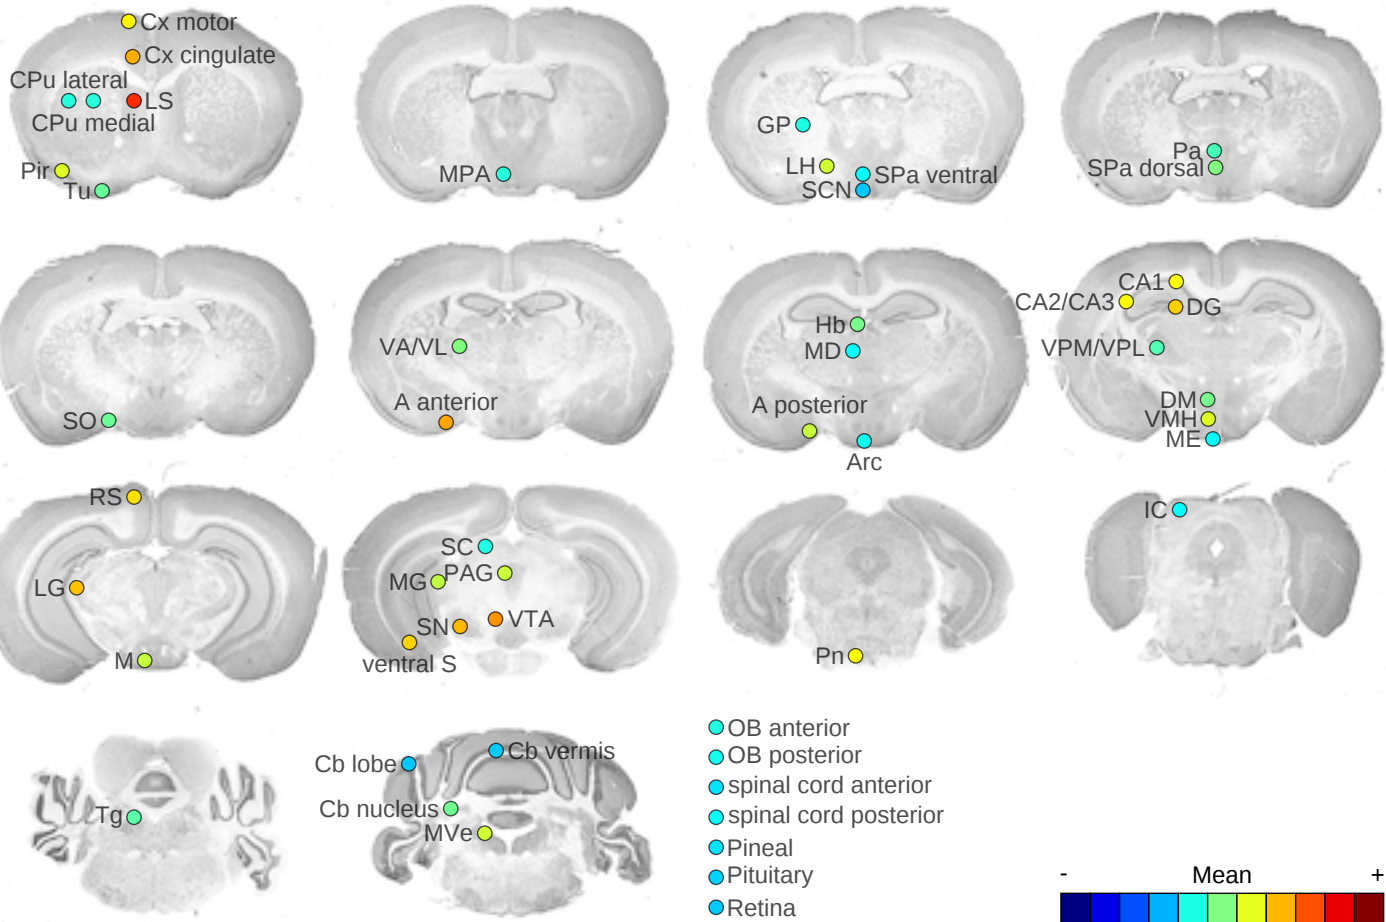 Cx motor
Cx cingulate
CPu lateral
LS
CPu medial
Pir
Tu
MPA
GP
LH
SPa ventral
SCN
Pa
SPa dorsal
SO
VA/VL
A anterior
Hb
MD
A posterior
Arc
CA1
CA2/CA3
DG
VPM/VPL
DM
VMH
ME
RS
LG
M
SC
MG
PAG
SN
VTA
ventral S
Pn
IC
Tg
Cb lobe
Cb vermis
Cb nucleus
MVe
OB anterior
OB posterior
spinal cord anterior
spinal cord posterior
Pineal
Pituitary
Retina
- Mean +